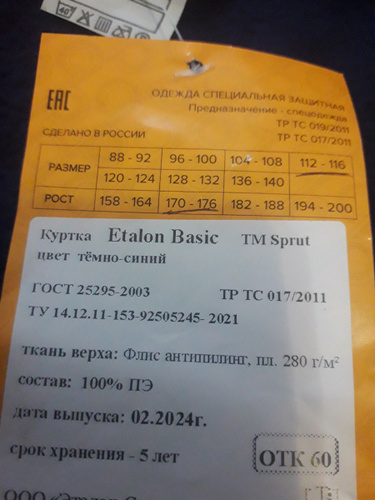 40
EAC
ОДЕЖДА СПЕЦИАЛЬНАЯ ЗАЩИТНАЯ
Предназначение - спецодежда
ТР ТС 019/2011
СДЕЛАНО В РОССИИ
ТР ТС 017/2011
РАЗМЕР 88 - 92 96 - 100 104 - 108 112 - 116
120 - 124 128 - 132 136 - 140
РОСТ 158 - 164 170 - 176 182 - 188 194 - 200
Куртка Etalon Basic TM Sprut
цвет тёмно-синий
ГОСТ 25295-2003 ТР ТС 017/2011
ТУ 14.12.11-153-92505245- 2021
ткань верха: Флис антипилинг, пл. 280 г/м²
состав: 100% ПЭ
дата выпуска: 02.2024г.
срок хранения - 5 лет
ОТК 60
ООО